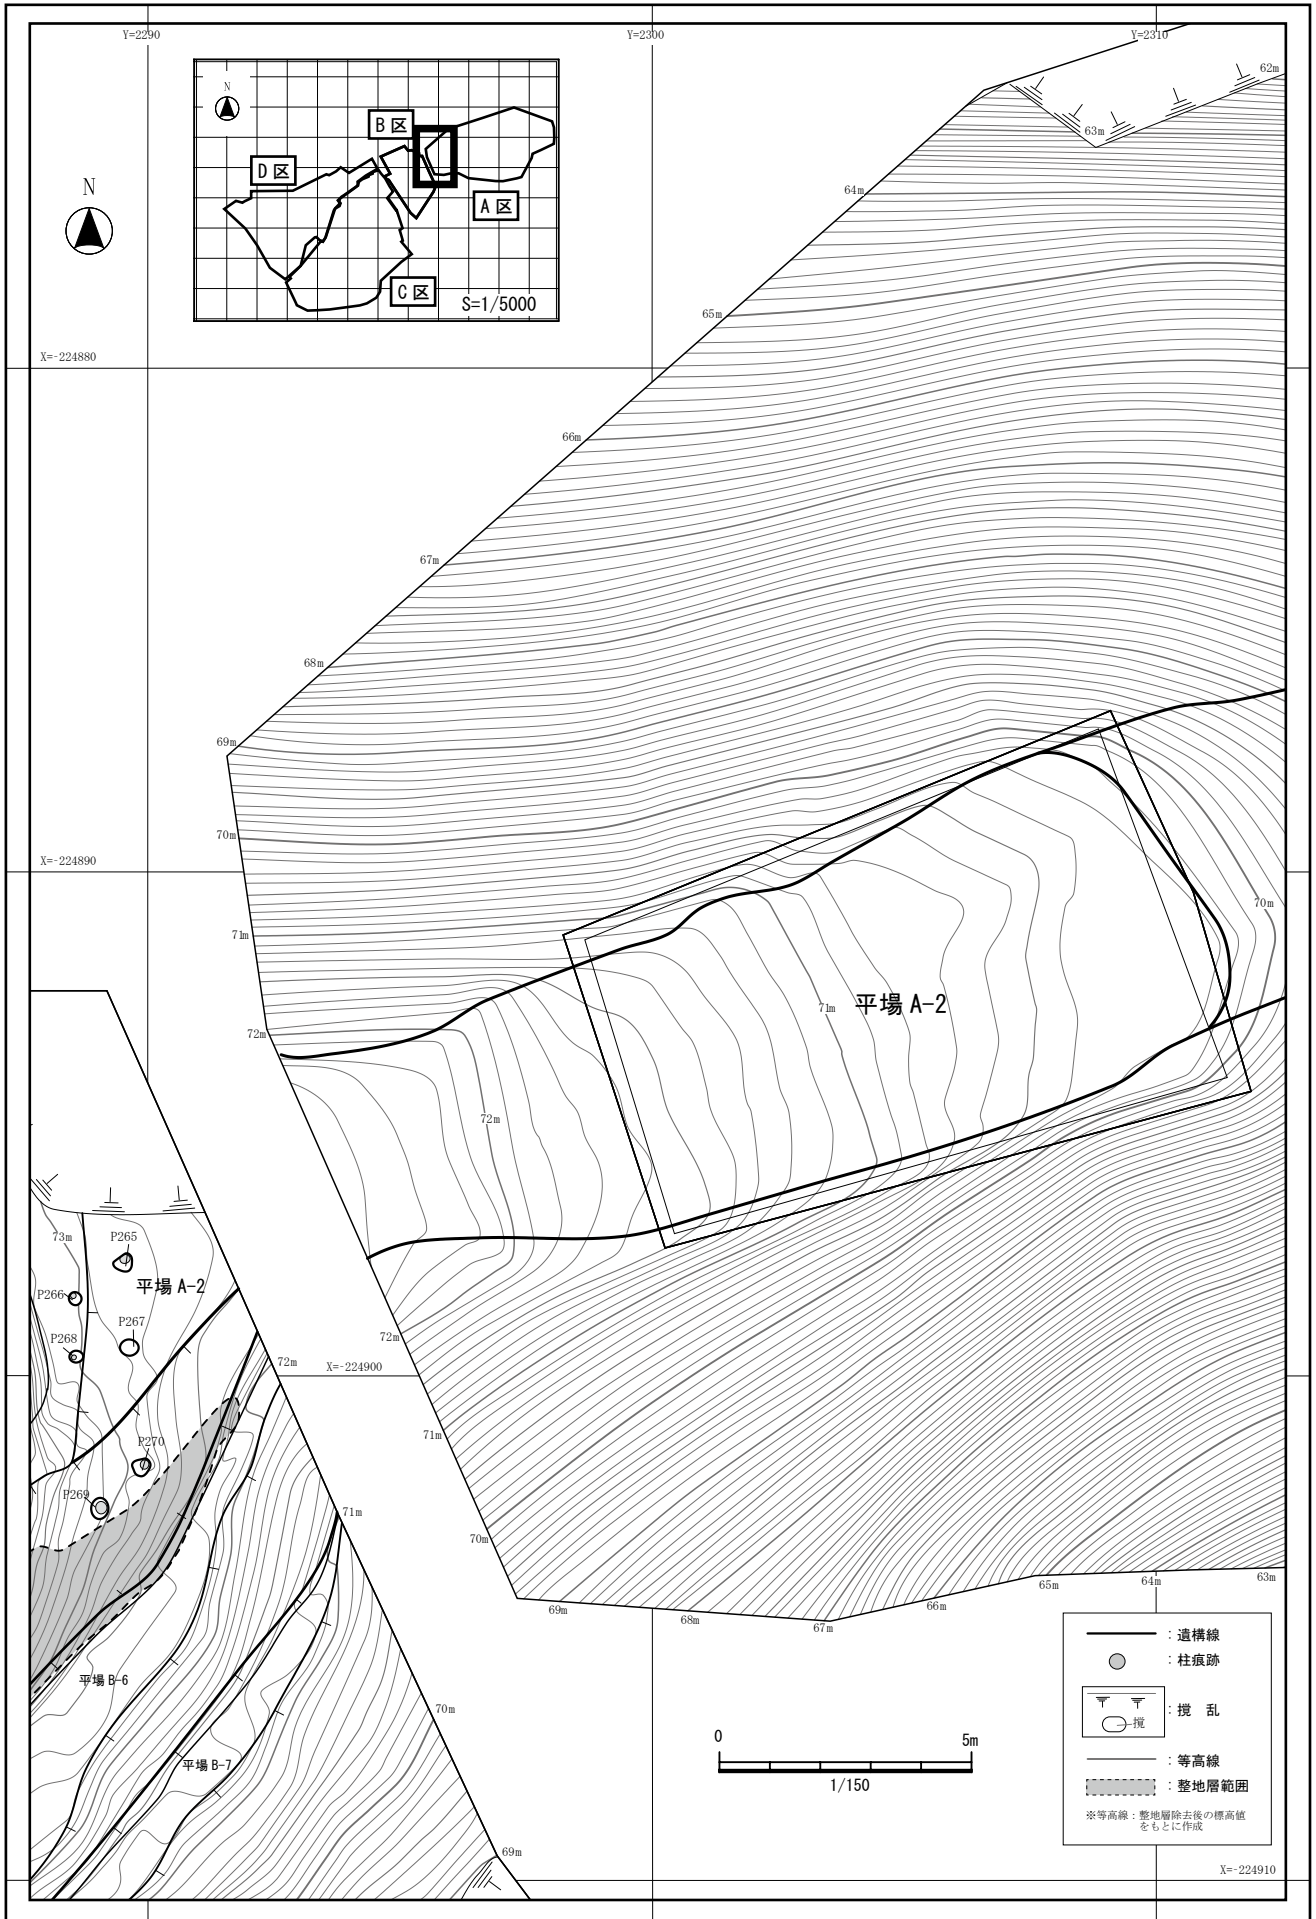 Y=2290
Y=2300
Y=2310
N
B 区
D 区
A 区
C 区
S=1/5000
N
62m
63m
64m
65m
X=-224880
66m
67m
68m
69m
70m
X=-224890
70m
71m
71m
平場 A-2
72m
72m
73m
P265
平場 A-2
P266
P267
P268
72m
72m
X=-224900
71m
P270
P269
71m
70m
69m
68m
67m
66m
65m
64m
63m
平場 B-6
70m
平場 B-7
69m
0
5m
1/150
：遺構線
：柱痕跡
：撹 乱
撹
：等高線
：整地層範囲
※等高線：整地層除去後の標高値
をもとに作成
X=-224910